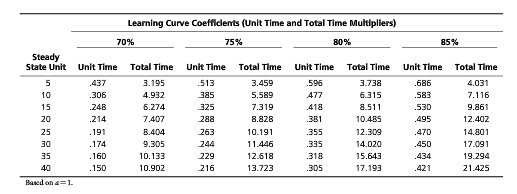 Learning Curve Coefficients (Unit Time and Total Time Multipliers)
70% 75% 80% 85%
Steady
State Unit Unit Time Total Time Unit Time Total Time Unit Time Total Time Unit Time Total Time
5 .437 3.195 .513 3.459 .596 3.738 .686 4.031
10 .306 4.932 .385 5.589 .477 6.315 .583 7.116
15 .248 6.274 .325 7.319 .418 8.511 .530 9.861
20 .214 7.407 .288 8.828 .381 10.485 .495 12.402
25 .191 8.404 .263 10.191 .355 12.309 .470 14.801
30 .174 9.305 .244 11.446 .335 14.020 .450 17.091
35 .160 10.133 .229 12.618 .318 15.643 .434 19.294
40 .150 10.902 .216 13.723 .305 17.193 .421 21.425
Based on a = 1.